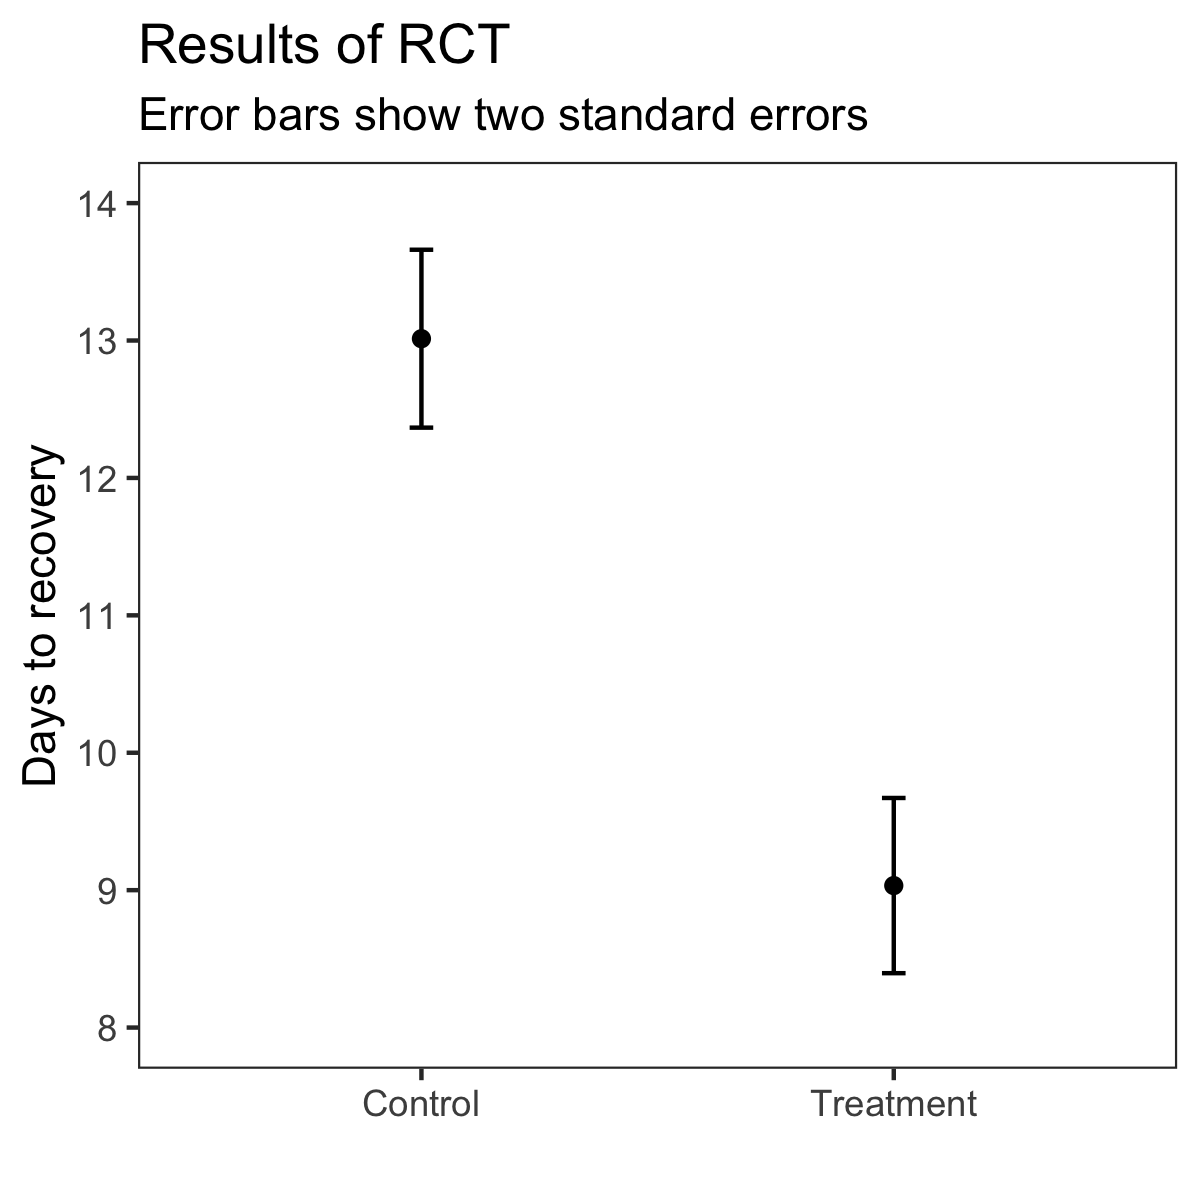 Results of RCT
Error bars show two standard errors
Days to recovery
14
13
12
11
10
9
8
Control
Treatment